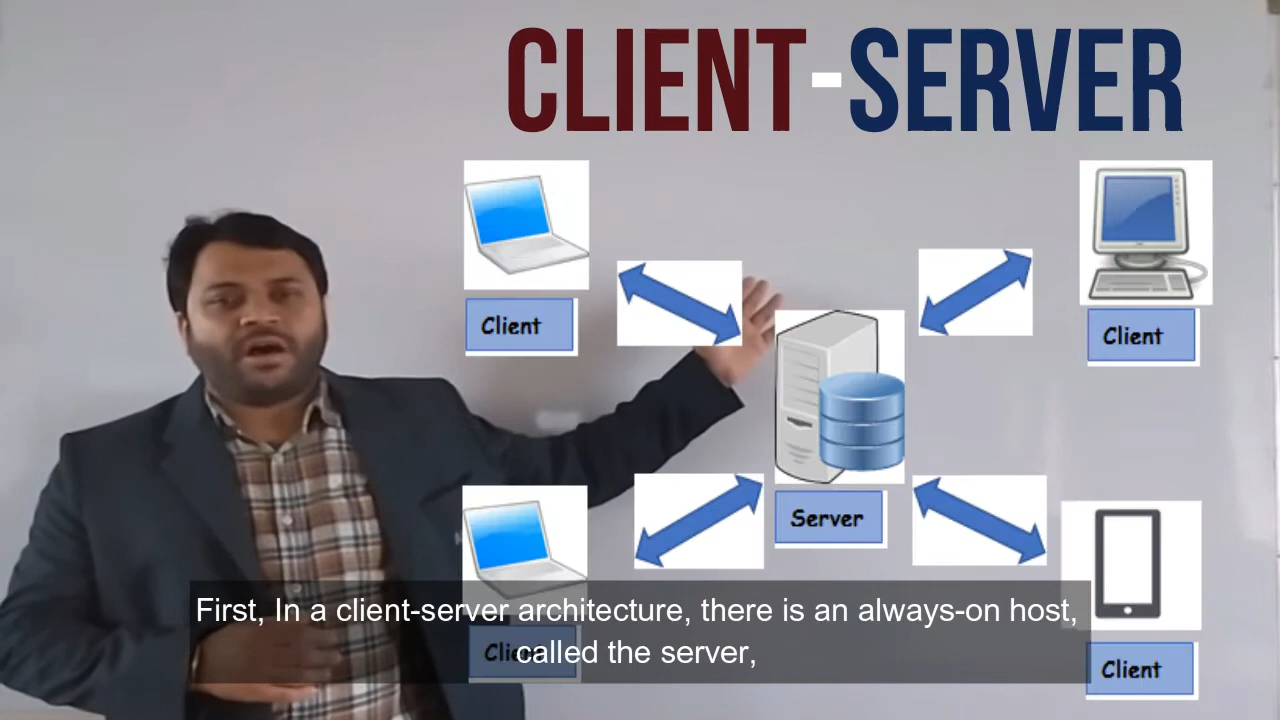 CLIENT-SERVER
Client
Client
Server
First, In a client-server architecture, there is an always-on host,
called the server,
Client
Client